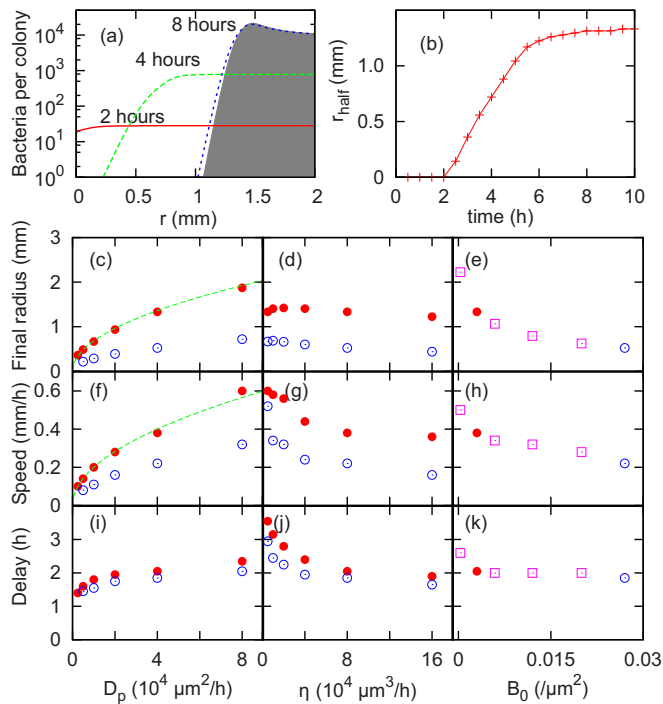 (a)
8 hours
4 hours
2 hours
Bacteria per colony
10^4
10^3
10^2
10^1
10^0
0
0.5
1
1.5
2
r (mm)
(b)
r_half (mm)
1.0
0.5
0
0
2
4
6
8
10
time (h)
(c)
(d)
(e)
Final radius (mm)
3
2
1
0
(f)
(g)
(h)
Speed (mm/h)
0.6
0.4
0.2
0
(i)
(j)
(k)
Delay (h)
3
2
1
0
0
4
8
D_p (10^4 µm^2/h)
0
8
16
η (10^4 µm^3/h)
0.015
0.03
B_0 (/µm^2)